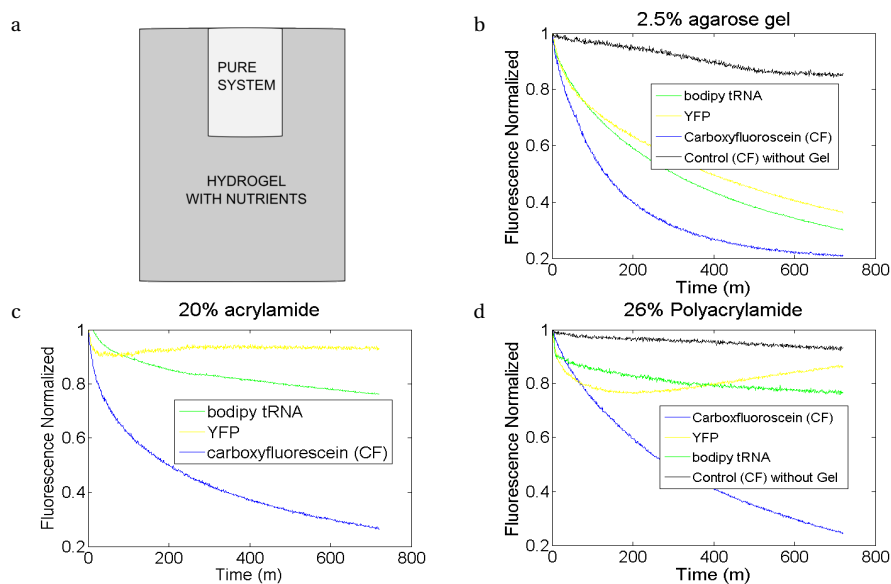 a
PURE
SYSTEM
HYDROGEL
WITH NUTRIENTS
b
2.5% agarose gel
Fluorescence Normalized
1
0.8
0.6
0.4
0.2
bodipy tRNA
YFP
Carboxyfluoroscein (CF)
Control (CF) without Gel
0
200
400
600
800
Time (m)
c
20% acrylamide
Fluorescence Normalized
1
0.8
0.6
0.4
0.2
bodipy tRNA
YFP
carboxyfluorescein (CF)
0
200
400
600
800
Time (m)
d
26% Polyacrylamide
Fluorescence Normalized
1
0.8
0.6
0.4
0.2
Carboxfluoroscein (CF)
YFP
bodipy tRNA
Control (CF) without Gel
0
200
400
600
800
Time (m)